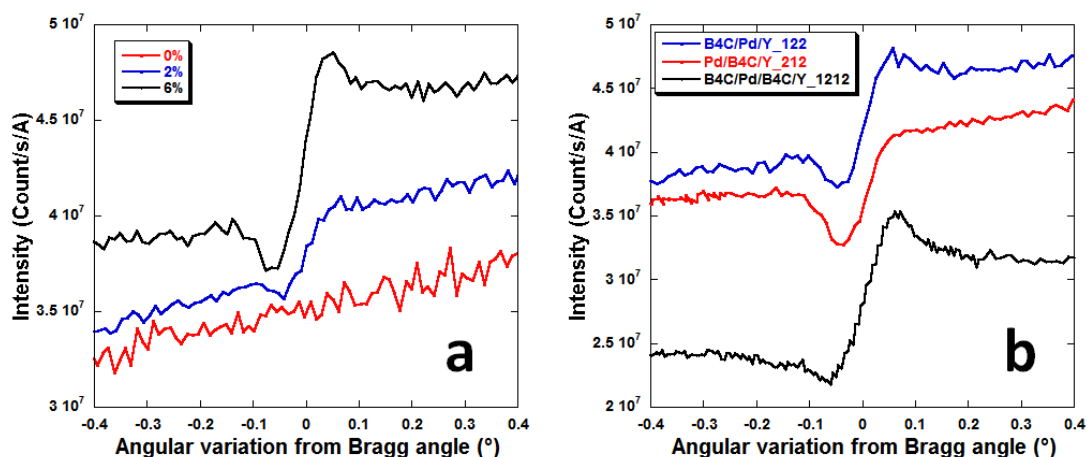 5 10⁷
4.5 10⁷
4 10⁷
3.5 10⁷
3 10⁷
Intensity (Count/s/A)
0%
2%
6%
a
-0.4 -0.3 -0.2 -0.1 0 0.1 0.2 0.3 0.4
Angular variation from Bragg angle (°)
5 10⁷
4.5 10⁷
4 10⁷
3.5 10⁷
3 10⁷
2.5 10⁷
2 10⁷
Intensity (Count/s/A)
B4C/Pd/Y_122
Pd/B4C/Y_212
B4C/Pd/B4C/Y_1212
b
-0.4 -0.3 -0.2 -0.1 0 0.1 0.2 0.3 0.4
Angular variation from Bragg angle (°)